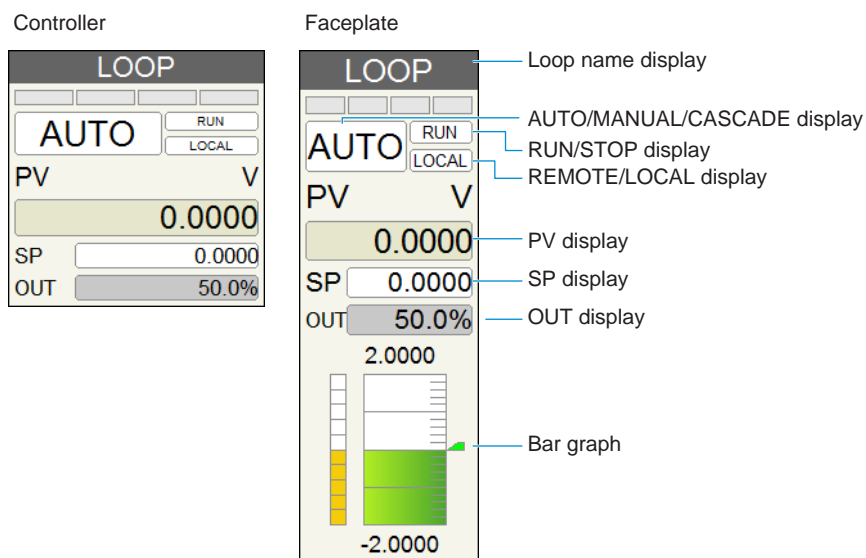 Controller
LOOP
AUTO
RUN
LOCAL
PV V
0.0000
SP 0.0000
OUT 50.0%
Faceplate
LOOP
AUTO
RUN
LOCAL
PV V
0.0000
SP 0.0000
OUT 50.0%
2.0000
-2.0000
Loop name display
AUTO/MANUAL/CASCADE display
RUN/STOP display
REMOTE/LOCAL display
PV display
SP display
OUT display
Bar graph